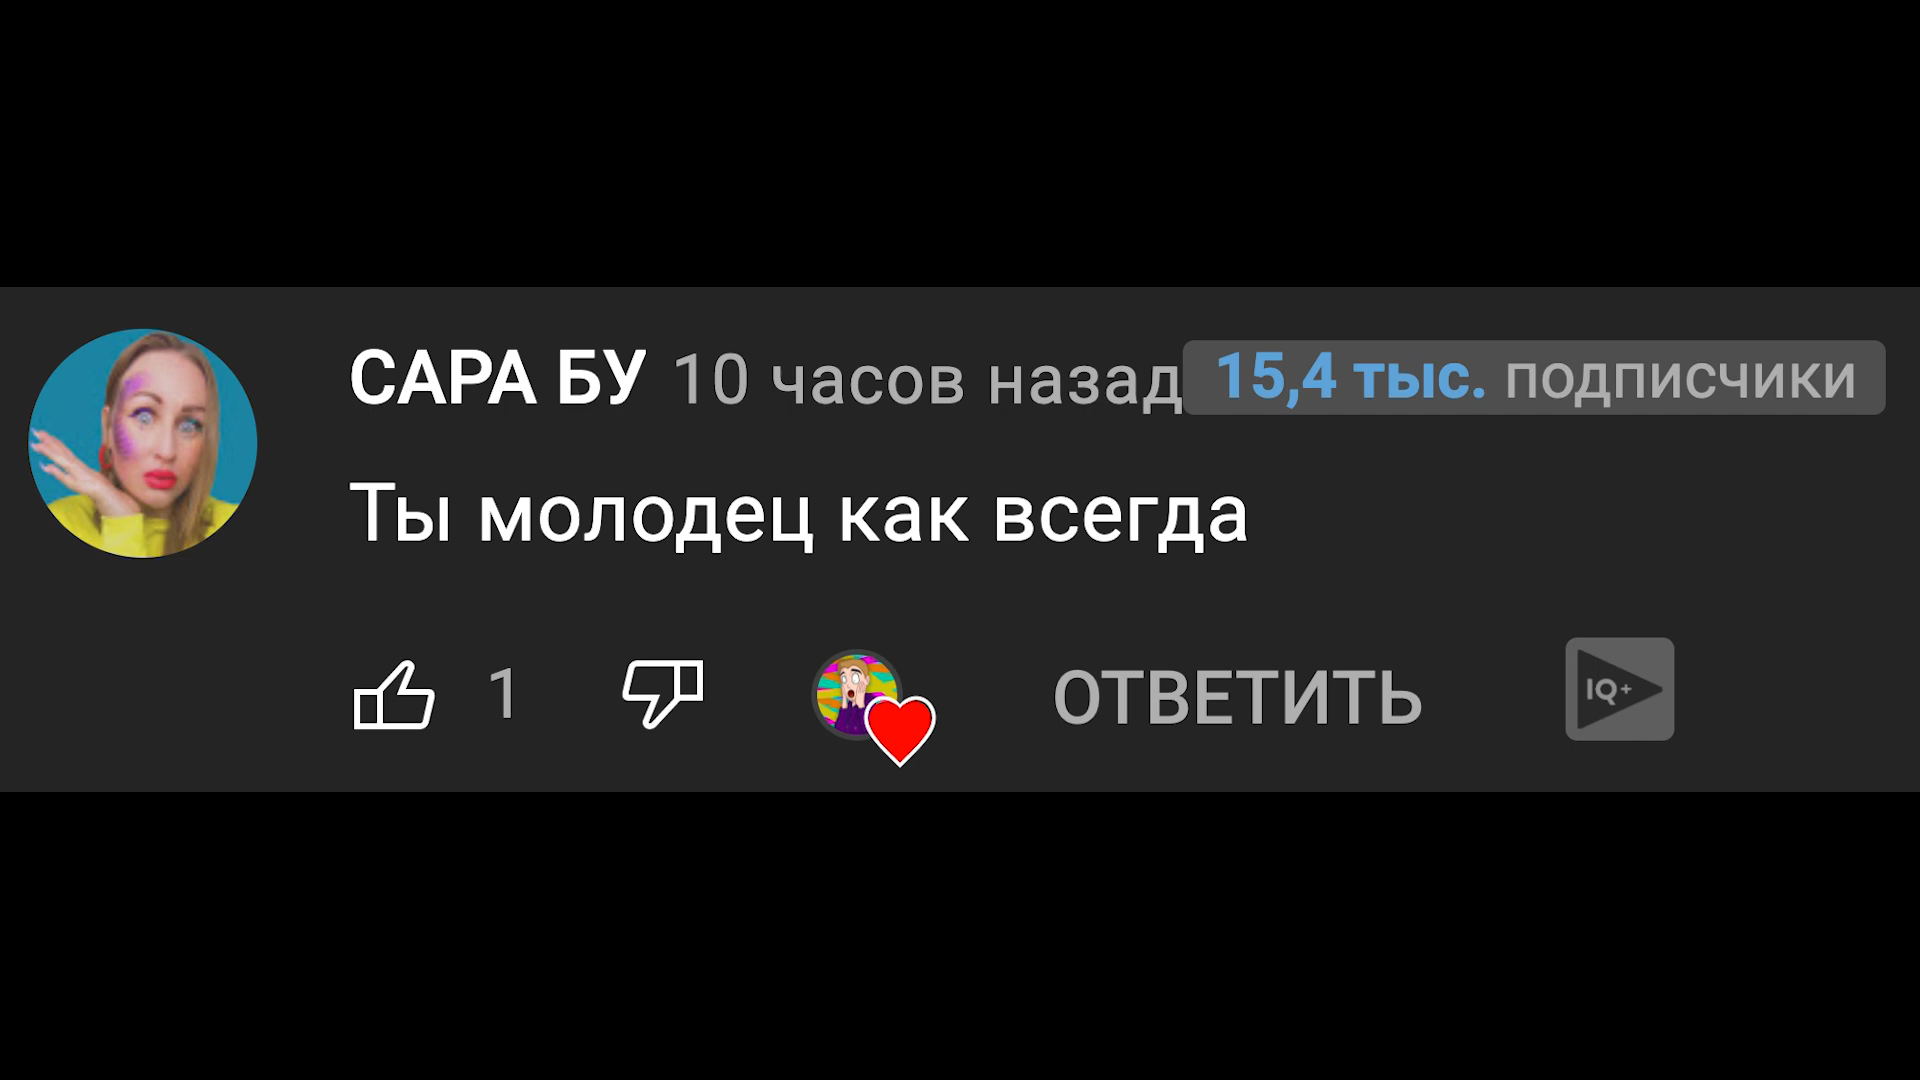 САРА БУ 10 часов назад 15,4 тыс. подписчики
Ты молодец как всегда
1 ОТВЕТИТЬ IQ+